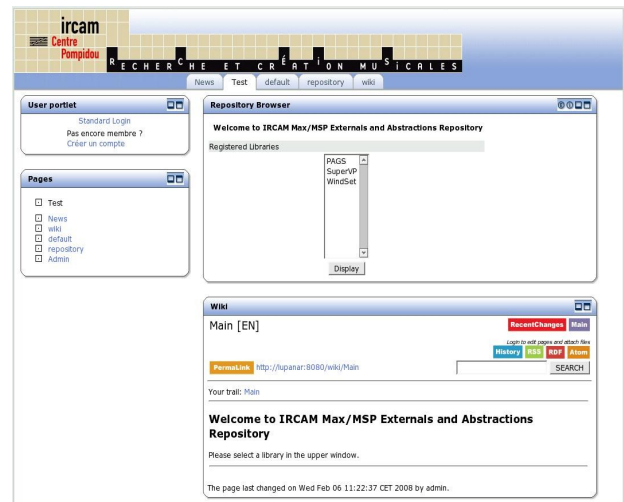 ircam
Centre
Pompidou
RECHERCHE ET CRÉATION MUSICALES
News Test default repository wiki
User portlet
Standard Login
Pas encore membre ?
Créer un compte
Pages
Test
News
wiki
default
repository
Admin
Repository Browser
Welcome to IRCAM Max/MSP Externals and Abstractions Repository
Registered Libraries
PAGS
SuperVP
WindSet
Display
Wiki
Main [EN]
RecentChanges Main
Login to edit pages and attach files
History RSS RDF Atom
PermaLink http://lupanar:8080/wiki/Main
SEARCH
Your trail: Main
Welcome to IRCAM Max/MSP Externals and Abstractions
Repository
Please select a library in the upper window.
The page last changed on Wed Feb 06 11:22:37 CET 2008 by admin.